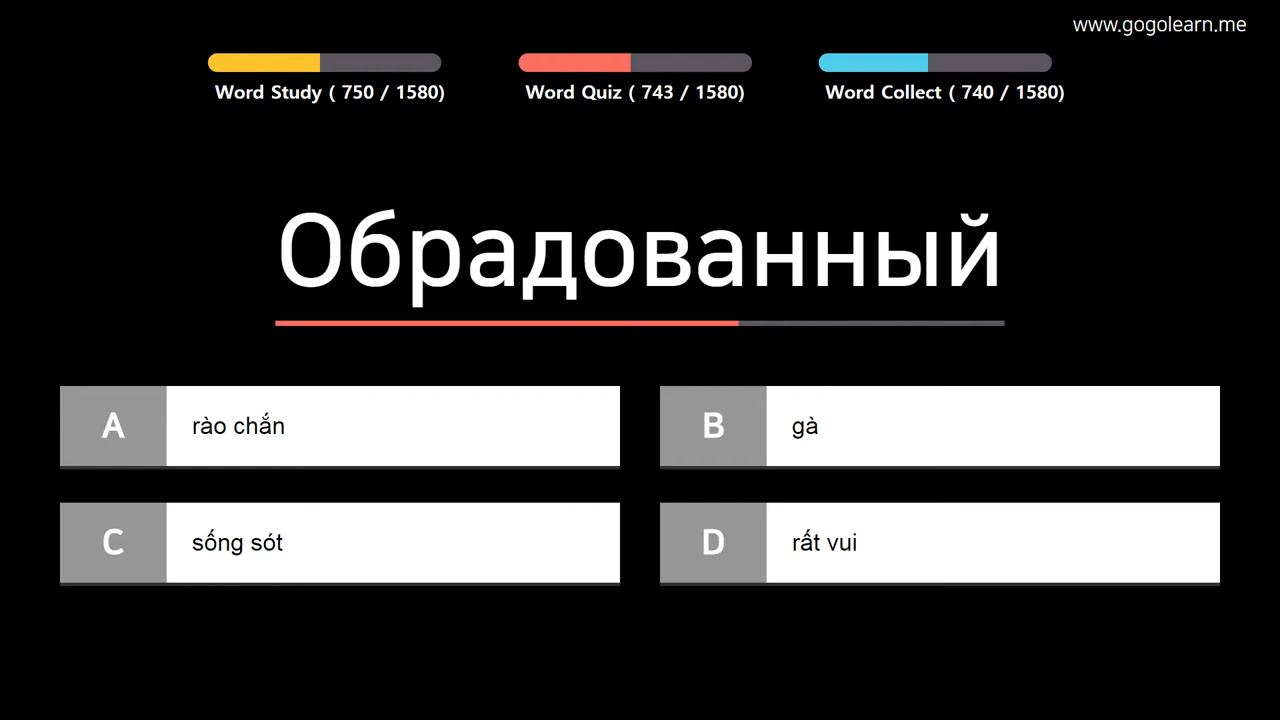 www.gogolearn.me
Word Study ( 750 / 1580)
Word Quiz ( 743 / 1580)
Word Collect ( 740 / 1580)
Обрадованный
A rào chắn
B gà
C sống sót
D rất vui